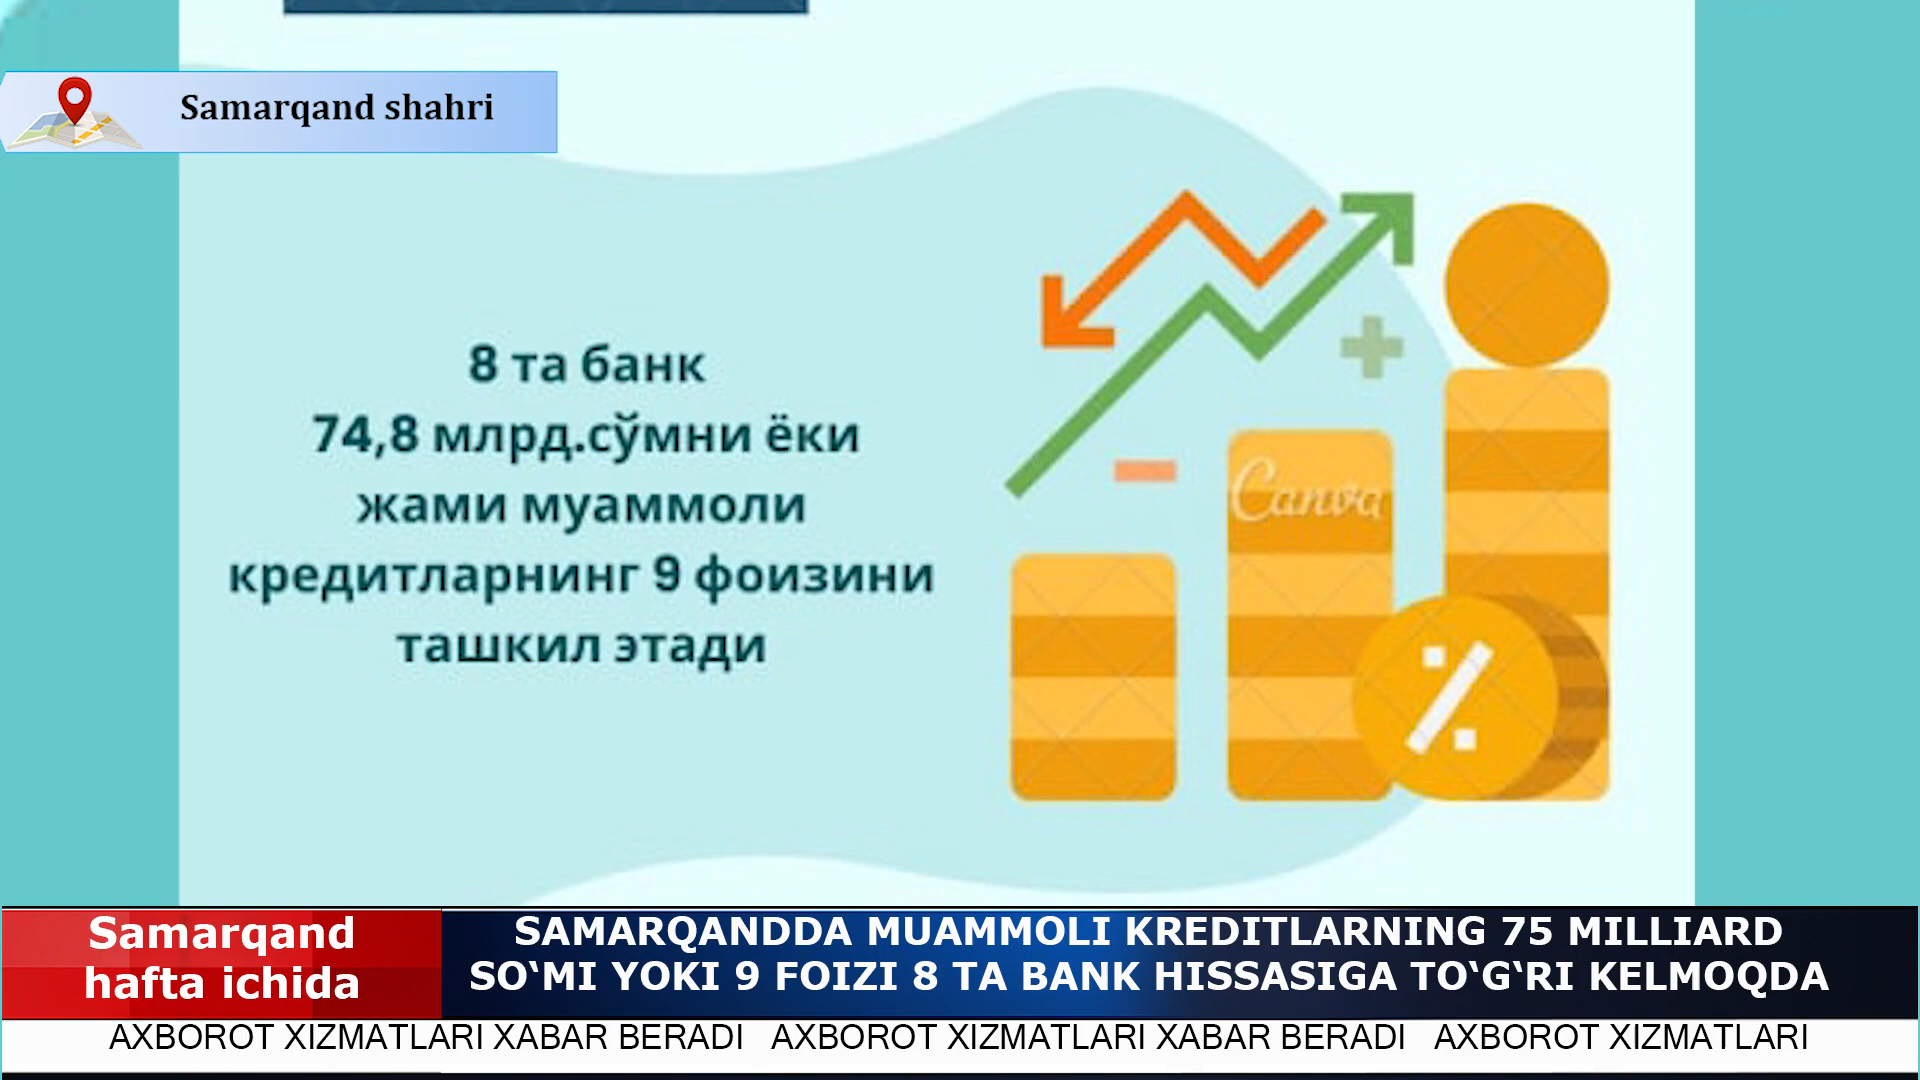 Samarqand shahri
8 та банк
74,8 млрд.сўмни ёки
жами муаммоли
кредитларнинг 9 фоизини
ташкил этади
Canva
Samarqand
hafta ichida
SAMARQANDDA MUAMMOLI KREDITLARNING 75 MILLIARD
SO‘MI YOKI 9 FOIZI 8 TA BANK HISSASIGA TO‘G‘RI KELMOQDA
AXBOROT XIZMATLARI XABAR BERADI AXBOROT XIZMATLARI XABAR BERADI AXBOROT XIZMATLARI